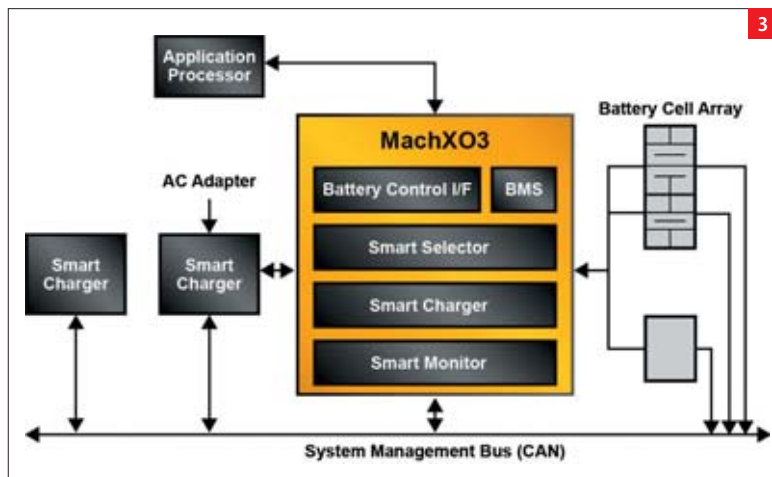 3
Application
Processor
Battery Cell Array
MachXO3
AC Adapter
Battery Control I/F
BMS
Smart
Charger
Smart
Charger
Smart Selector
Smart Charger
Smart Monitor
System Management Bus (CAN)